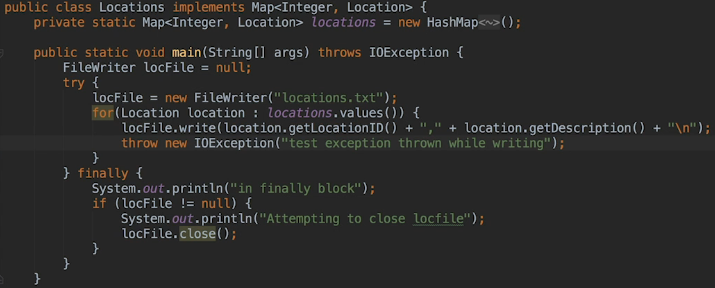 public class Locations implements Map<Integer, Location> {
    private static Map<Integer, Location> locations = new HashMap<~>();

    public static void main(String[] args) throws IOException {
        FileWriter locFile = null;
        try {
            locFile = new FileWriter("locations.txt");
            for(Location location : locations.values()) {
                locFile.write(location.getLocationID() + "," + location.getDescription() + "\n");
                throw new IOException("test exception thrown while writing");
            }
        } finally {
            System.out.println("in finally block");
            if (locFile != null) {
                System.out.println("Attempting to close locfile");
                locFile.close();
            }
        }
    }